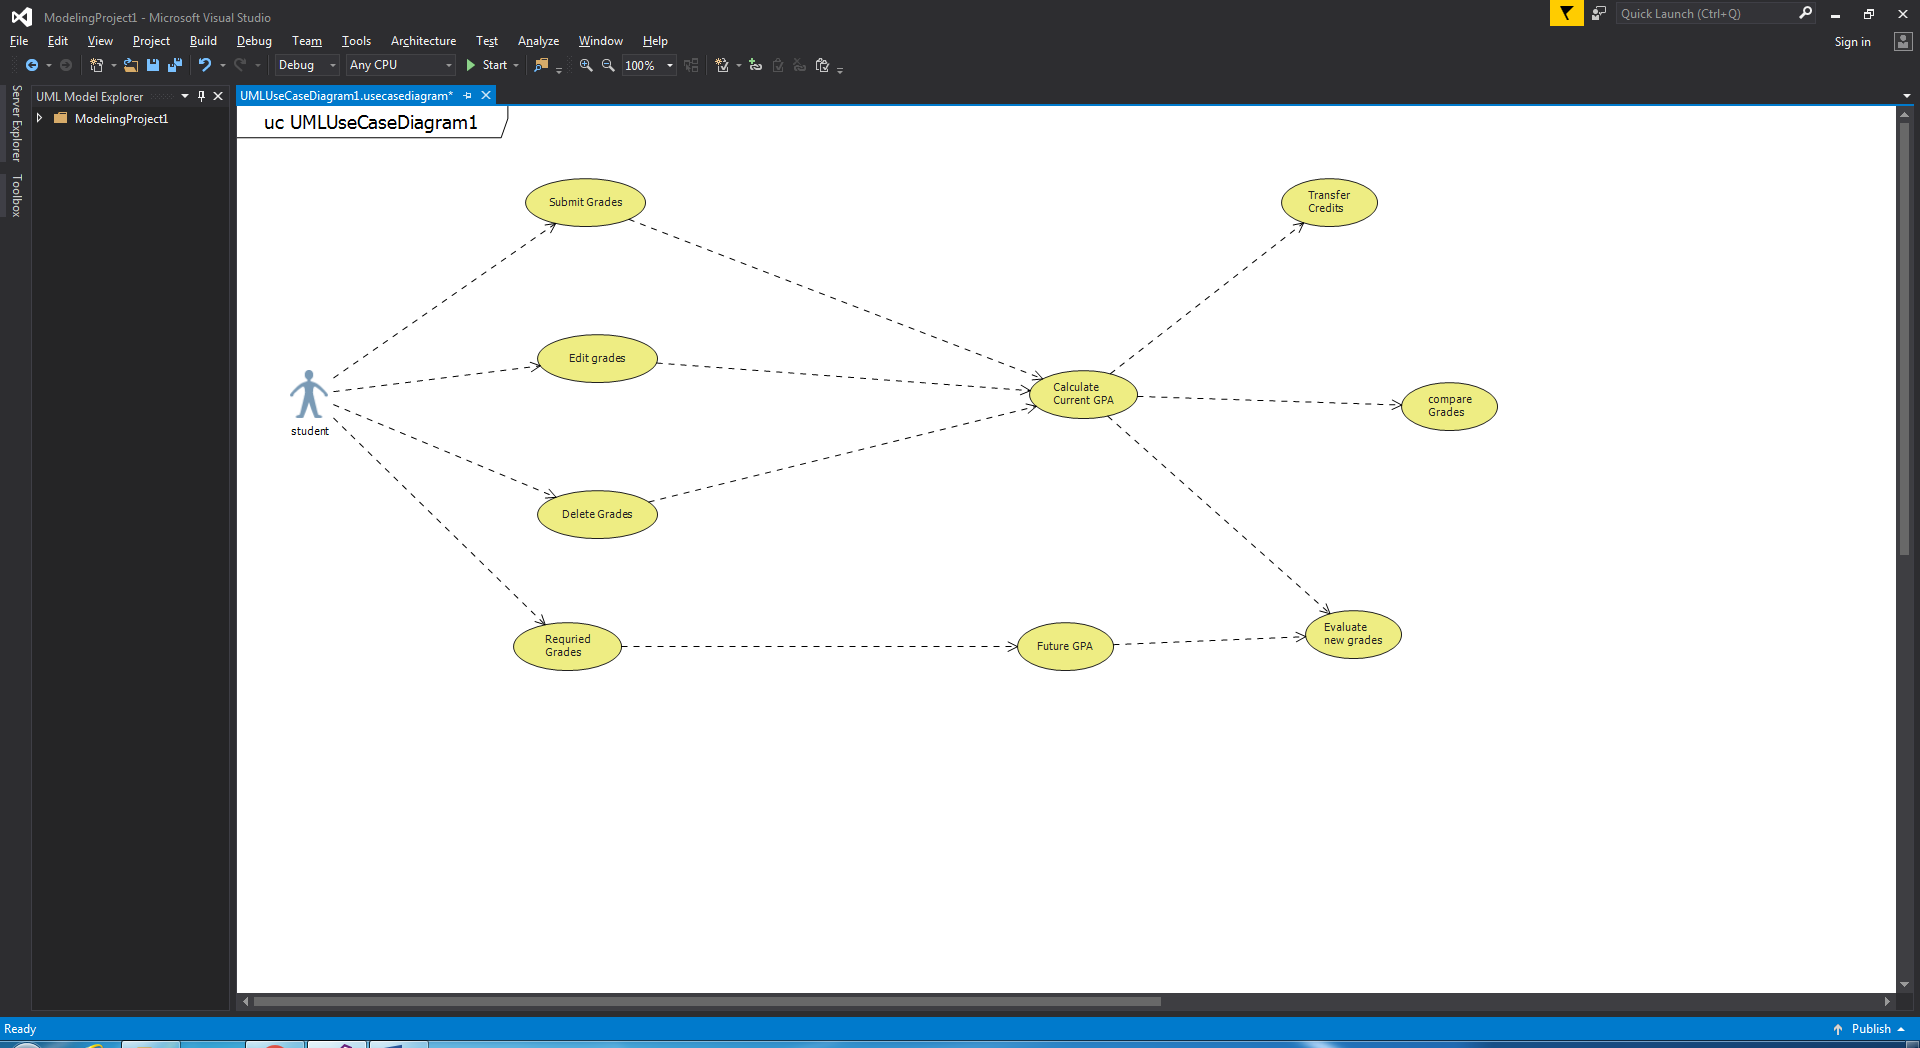 ModelingProject1 - Microsoft Visual Studio
Quick Launch (Ctrl+Q)
File Edit View Project Build Debug Team Tools Architecture Test Analyze Window Help
Sign in
Debug Any CPU Start 100%
Server Explorer
Toolbox
UML Model Explorer
ModelingProject1
UMLUseCaseDiagram1.usecasediagram*
uc UMLUseCaseDiagram1
Submit Grades
Transfer
Credits
Edit grades
Calculate
Current GPA
compare
Grades
student
Delete Grades
Requried
Grades
Future GPA
Evaluate
new grades
Ready
Publish